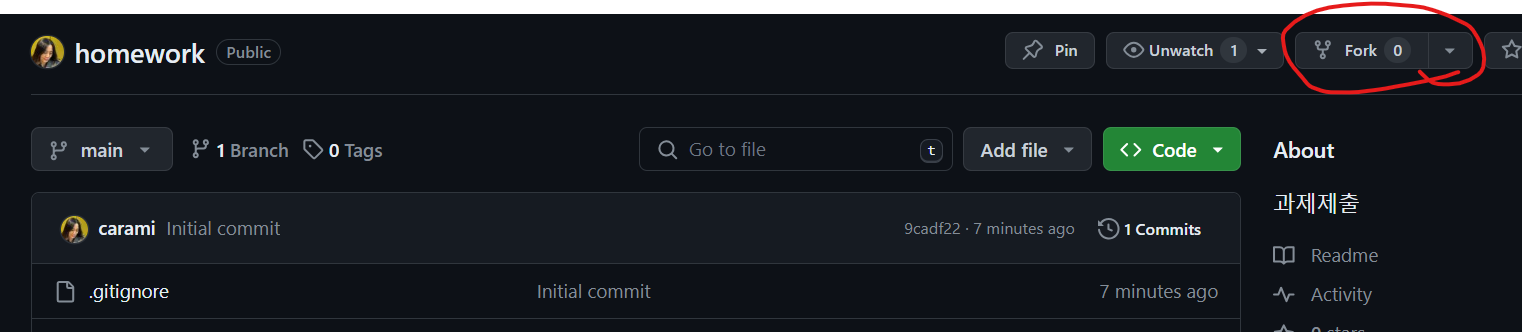 homework Public Pin Unwatch 1 Fork 0
main 1 Branch 0 Tags Go to file t Add file Code About
과제제출
carami Initial commit 9cadf22 · 7 minutes ago 1 Commits
Readme
.gitignore Initial commit 7 minutes ago
Activity
0 stars